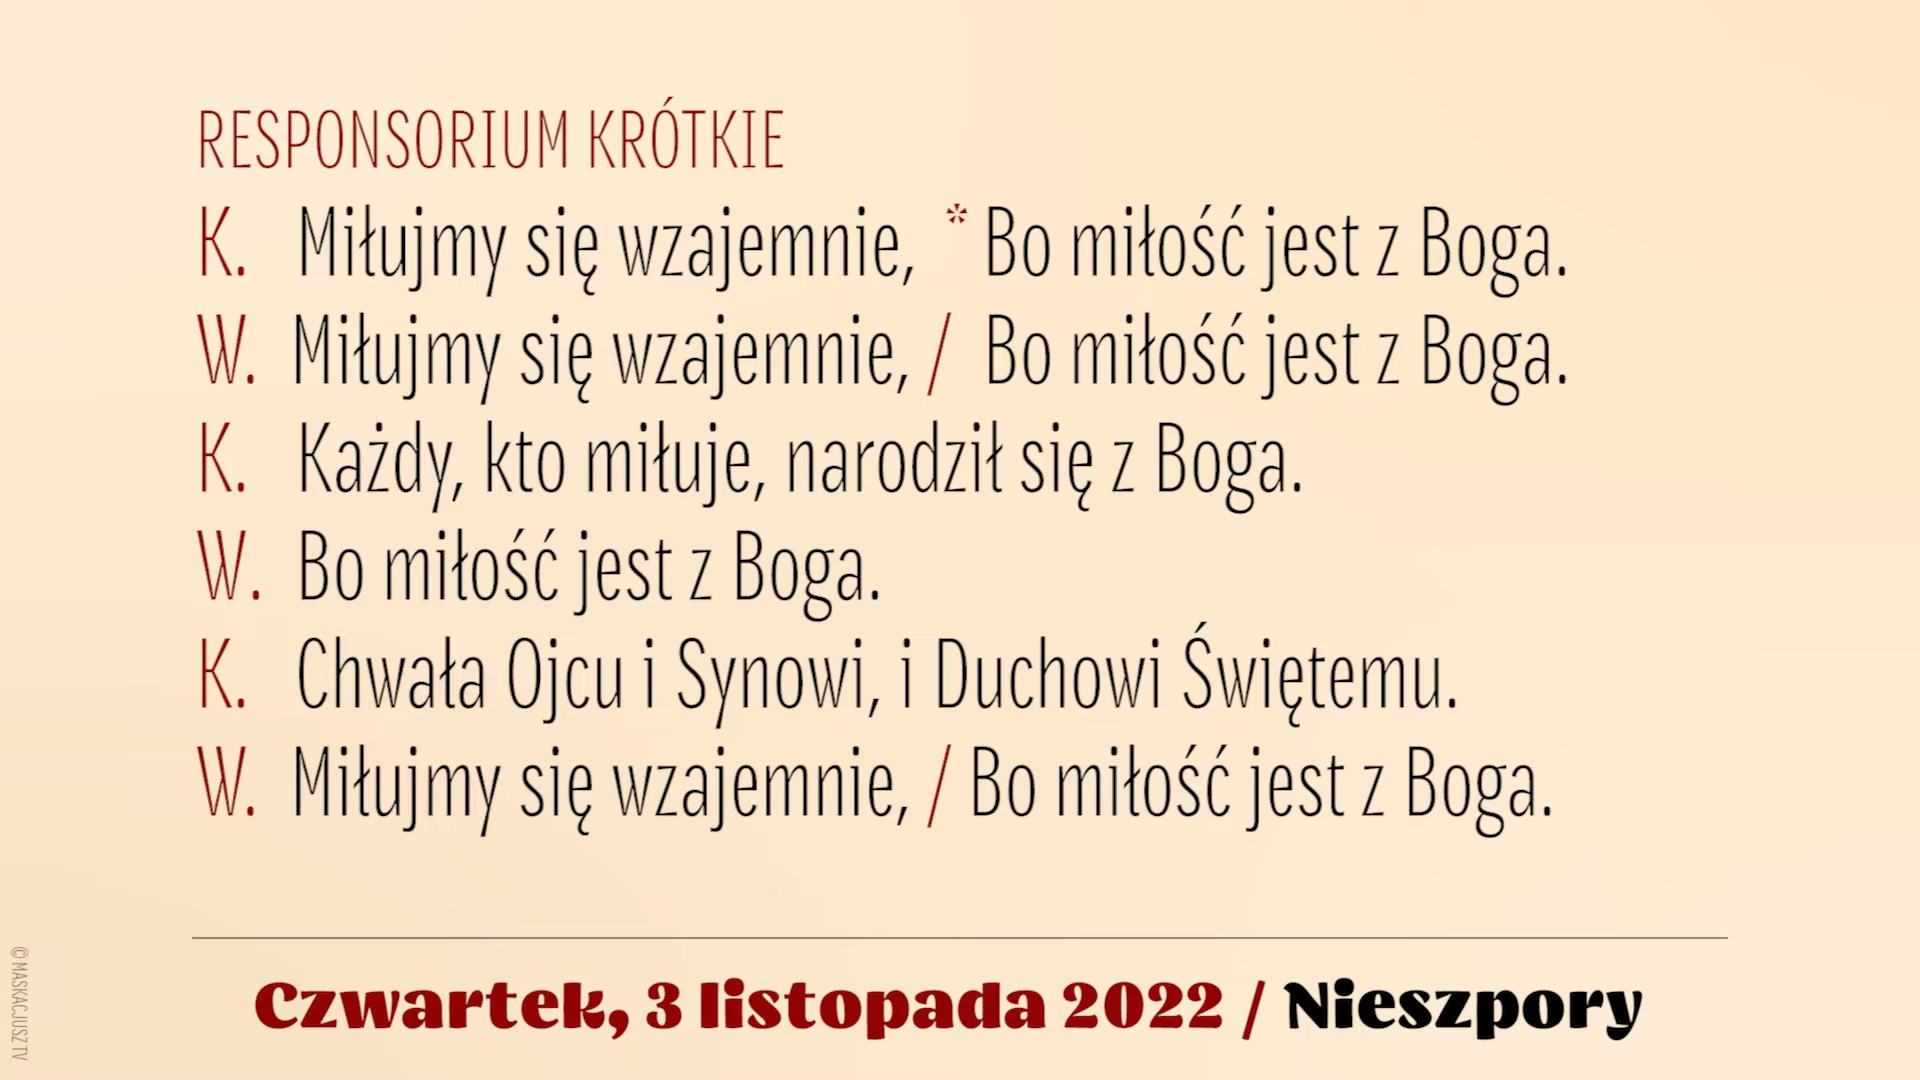 RESPONSORIUM KRÓTKIE
K. Miłujmy się wzajemnie, * Bo miłość jest z Boga.
W. Miłujmy się wzajemnie, / Bo miłość jest z Boga.
K. Każdy, kto miłuje, narodził się z Boga.
W. Bo miłość jest z Boga.
K. Chwała Ojcu i Synowi, i Duchowi Świętemu.
W. Miłujmy się wzajemnie, / Bo miłość jest z Boga.
Czwartek, 3 listopada 2022 / Nieszpory
© MASKACJUSZ TV